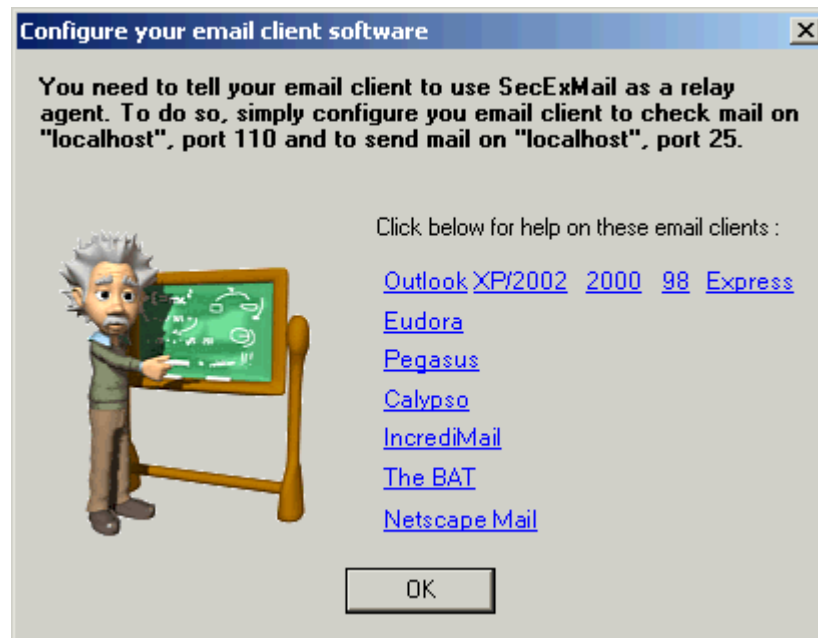 Configure your email client software
You need to tell your email client to use SecExMail as a relay
agent. To do so, simply configure you email client to check mail on
"localhost", port 110 and to send mail on "localhost", port 25.
Click below for help on these email clients :
Outlook XP/2002 2000 98 Express
Eudora
Pegasus
Calypso
IncrediMail
The BAT
Netscape Mail
OK